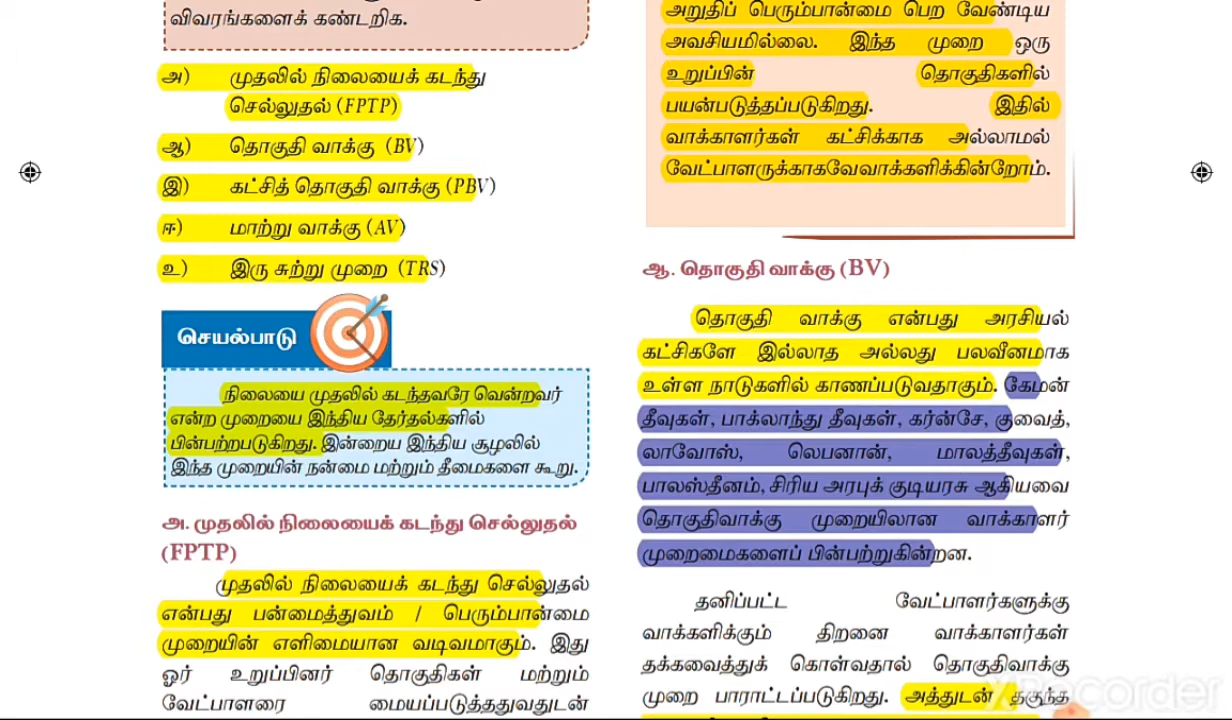 விவரங்களைக் கண்டறிக.
அ) முதலில் நிலையைக் கடந்து
செல்லுதல் (FPTP)
ஆ) தொகுதி வாக்கு (BV)
இ) கட்சித் தொகுதி வாக்கு (PBV)
ஈ) மாற்று வாக்கு (AV)
உ) இரு சுற்று முறை (TRS)
செயல்பாடு
நிலையை முதலில் கடந்தவரே வென்றவர்
என்ற முறையை இந்திய தேர்தல்களில்
பின்பற்றபடுகிறது. இன்றைய இந்திய சூழலில்
இந்த முறையின் நன்மை மற்றும் தீமைகளை கூறு.
அ. முதலில் நிலையைக் கடந்து செல்லுதல்
(FPTP)
முதலில் நிலையைக் கடந்து செல்லுதல்
என்பது பன்மைத்துவம் / பெரும்பான்மை
முறையின் எளிமையான வடிவமாகும். இது
ஓர் உறுப்பினர் தொகுதிகள் மற்றும்
வேட்பாளரை மையப்படுத்ததுவதுடன்
அறுதிப் பெரும்பான்மை பெற வேண்டிய
அவசியமில்லை. இந்த முறை ஒரு
உறுப்பின் தொகுதிகளில்
பயன்படுத்தப்படுகிறது. இதில்
வாக்காளர்கள் கட்சிக்காக அல்லாமல்
வேட்பாளருக்காகவேவாக்களிக்கின்றோம்.
ஆ. தொகுதி வாக்கு (BV)
தொகுதி வாக்கு என்பது அரசியல்
கட்சிகளே இல்லாத அல்லது பலவீனமாக
உள்ள நாடுகளில் காணப்படுவதாகும். கேமன்
தீவுகள், பாக்லாந்து தீவுகள், கர்ன்சே, குவைத்,
லாவோஸ், லெபனான், மாலத்தீவுகள்,
பாலஸ்தீனம், சிரிய அரபுக் குடியரசு ஆகியவை
தொகுதிவாக்கு முறையிலான வாக்காளர்
முறைமைகளைப் பின்பற்றுகின்றன.
தனிப்பட்ட வேட்பாளர்களுக்கு
வாக்களிக்கும் திறனை வாக்காளர்கள்
தக்கவைத்துக் கொள்வதால் தொகுதிவாக்கு
முறை பாராட்டப்படுகிறது. அத்துடன் தகுந்த
XRecorder